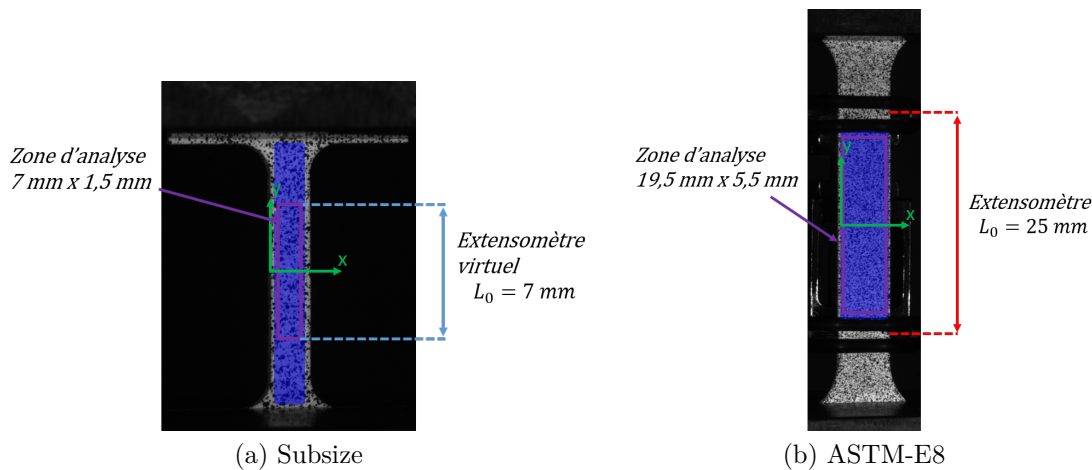 Zone d'analyse
7 mm x 1,5 mm
y
x
Extensomètre
virtuel
L₀ = 7 mm
(a) Subsize
Zone d'analyse
19,5 mm x 5,5 mm
y
x
Extensomètre
L₀ = 25 mm
(b) ASTM-E8